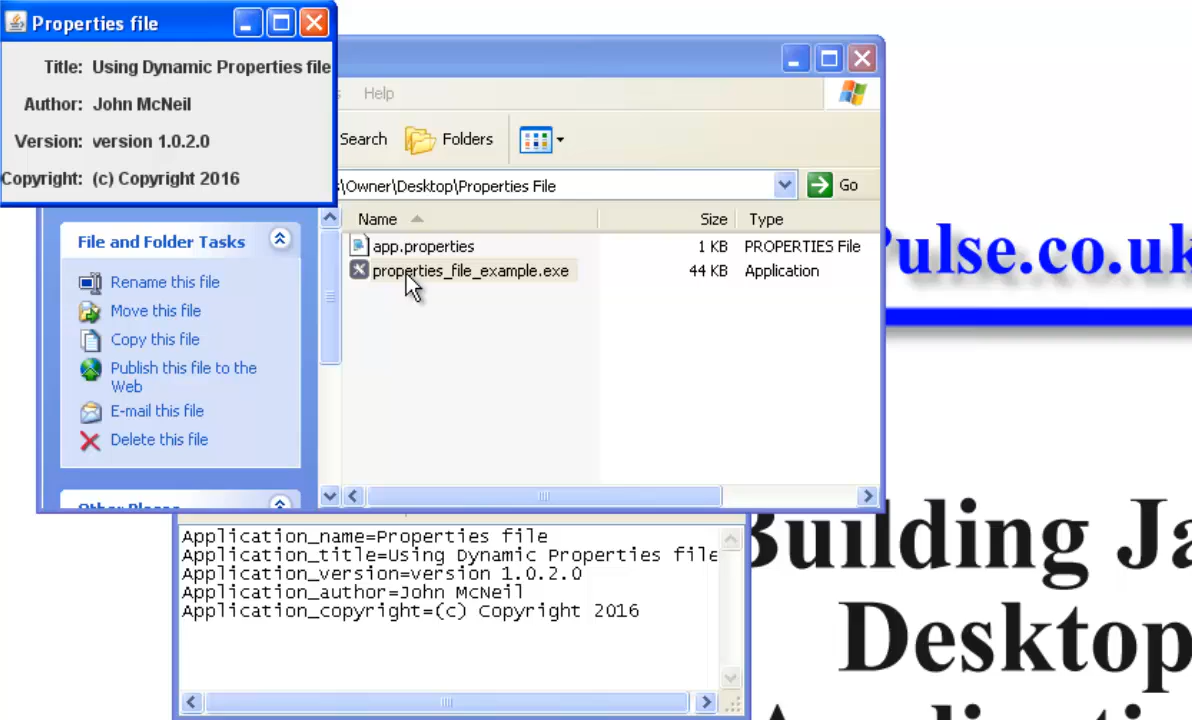 Properties file
Title: Using Dynamic Properties file
Author: John McNeil
Version: version 1.0.2.0
Copyright: (c) Copyright 2016
Help
Search
Folders
\Owner\Desktop\Properties File
Go
Name
Size
Type
app.properties
1 KB
PROPERTIES File
properties_file_example.exe
44 KB
Application
File and Folder Tasks
Rename this file
Move this file
Copy this file
Publish this file to the
Web
E-mail this file
Delete this file
Other Places
Application_name=Properties file
Application_title=Using Dynamic Properties file
Application_version=version 1.0.2.0
Application_author=John McNeil
Application_copyright=(c) Copyright 2016
Pulse.co.uk
Building Ja
Desktop